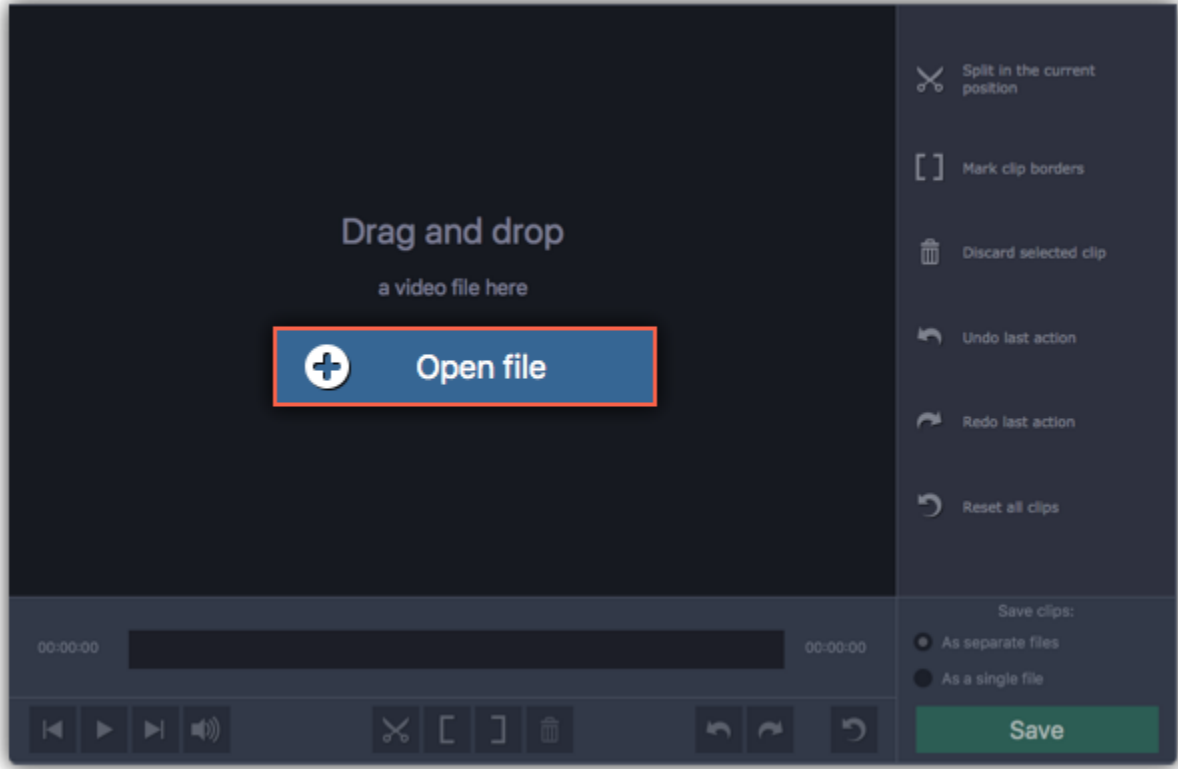 Split in the current
position
Mark clip borders
Drag and drop
Discard selected clip
a video file here
Undo last action
Open file
Redo last action
Reset all clips
Save clips:
00:00:00
00:00:00
As separate files
As a single file
Save